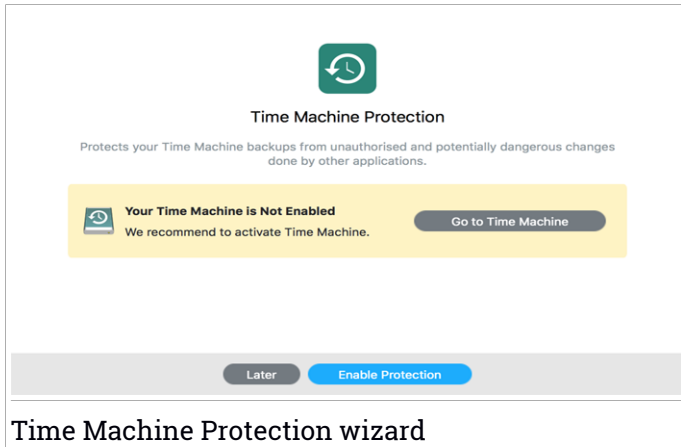 Time Machine Protection
Protects your Time Machine backups from unauthorised and potentially dangerous changes
done by other applications.
Your Time Machine is Not Enabled
We recommend to activate Time Machine.
Go to Time Machine
Later
Enable Protection
Time Machine Protection wizard